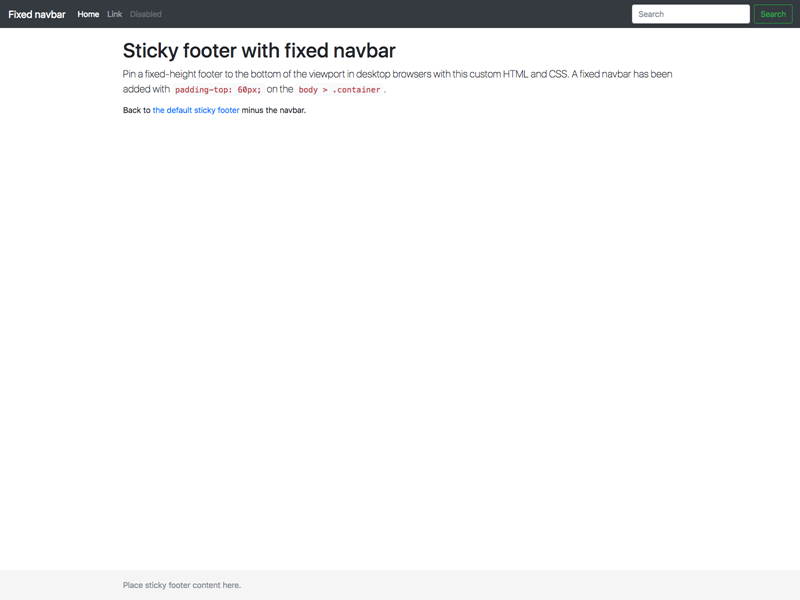 Fixed navbar Home Link Disabled Search Search
Sticky footer with fixed navbar
Pin a fixed-height footer to the bottom of the viewport in desktop browsers with this custom HTML and CSS. A fixed navbar has been
added with padding-top: 60px; on the body > .container .
Back to the default sticky footer minus the navbar.
Place sticky footer content here.